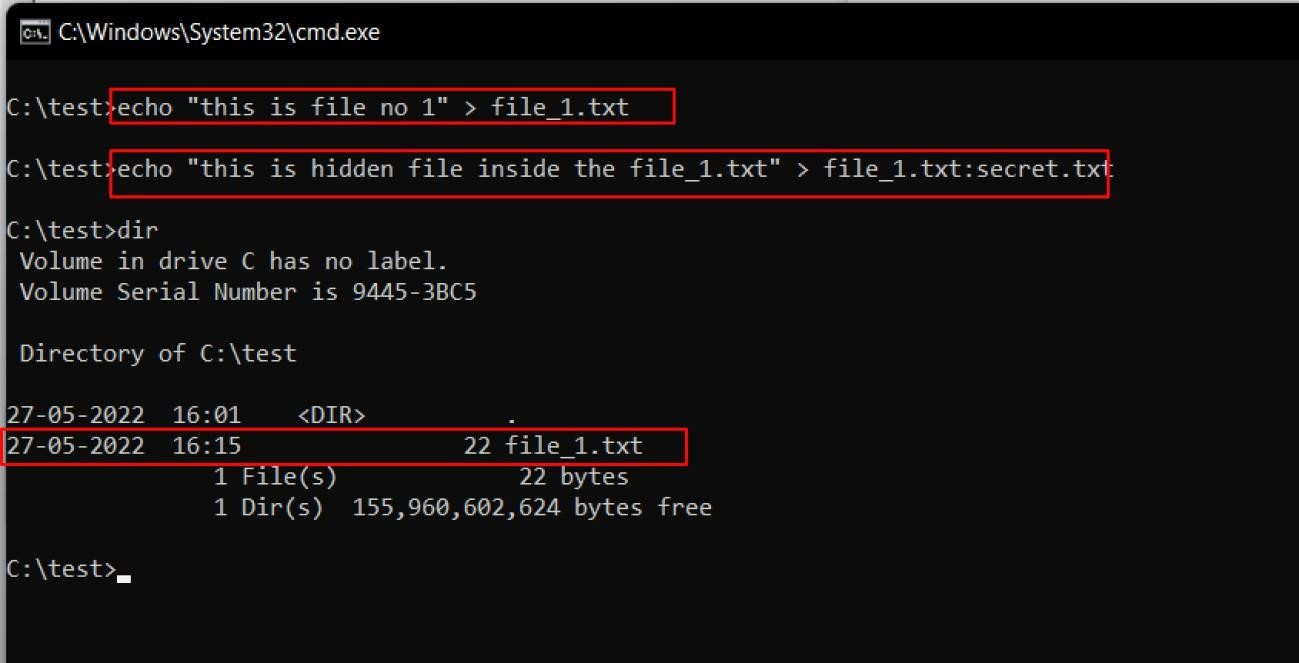 C:\Windows\System32\cmd.exe
C:\test>echo "this is file no 1" > file_1.txt
C:\test>echo "this is hidden file inside the file_1.txt" > file_1.txt:secret.txt
C:\test>dir
 Volume in drive C has no label.
 Volume Serial Number is 9445-3BC5
 Directory of C:\test
27-05-2022  16:01    <DIR>          .
27-05-2022  16:15                22 file_1.txt
               1 File(s)             22 bytes
               1 Dir(s)  155,960,602,624 bytes free
C:\test>